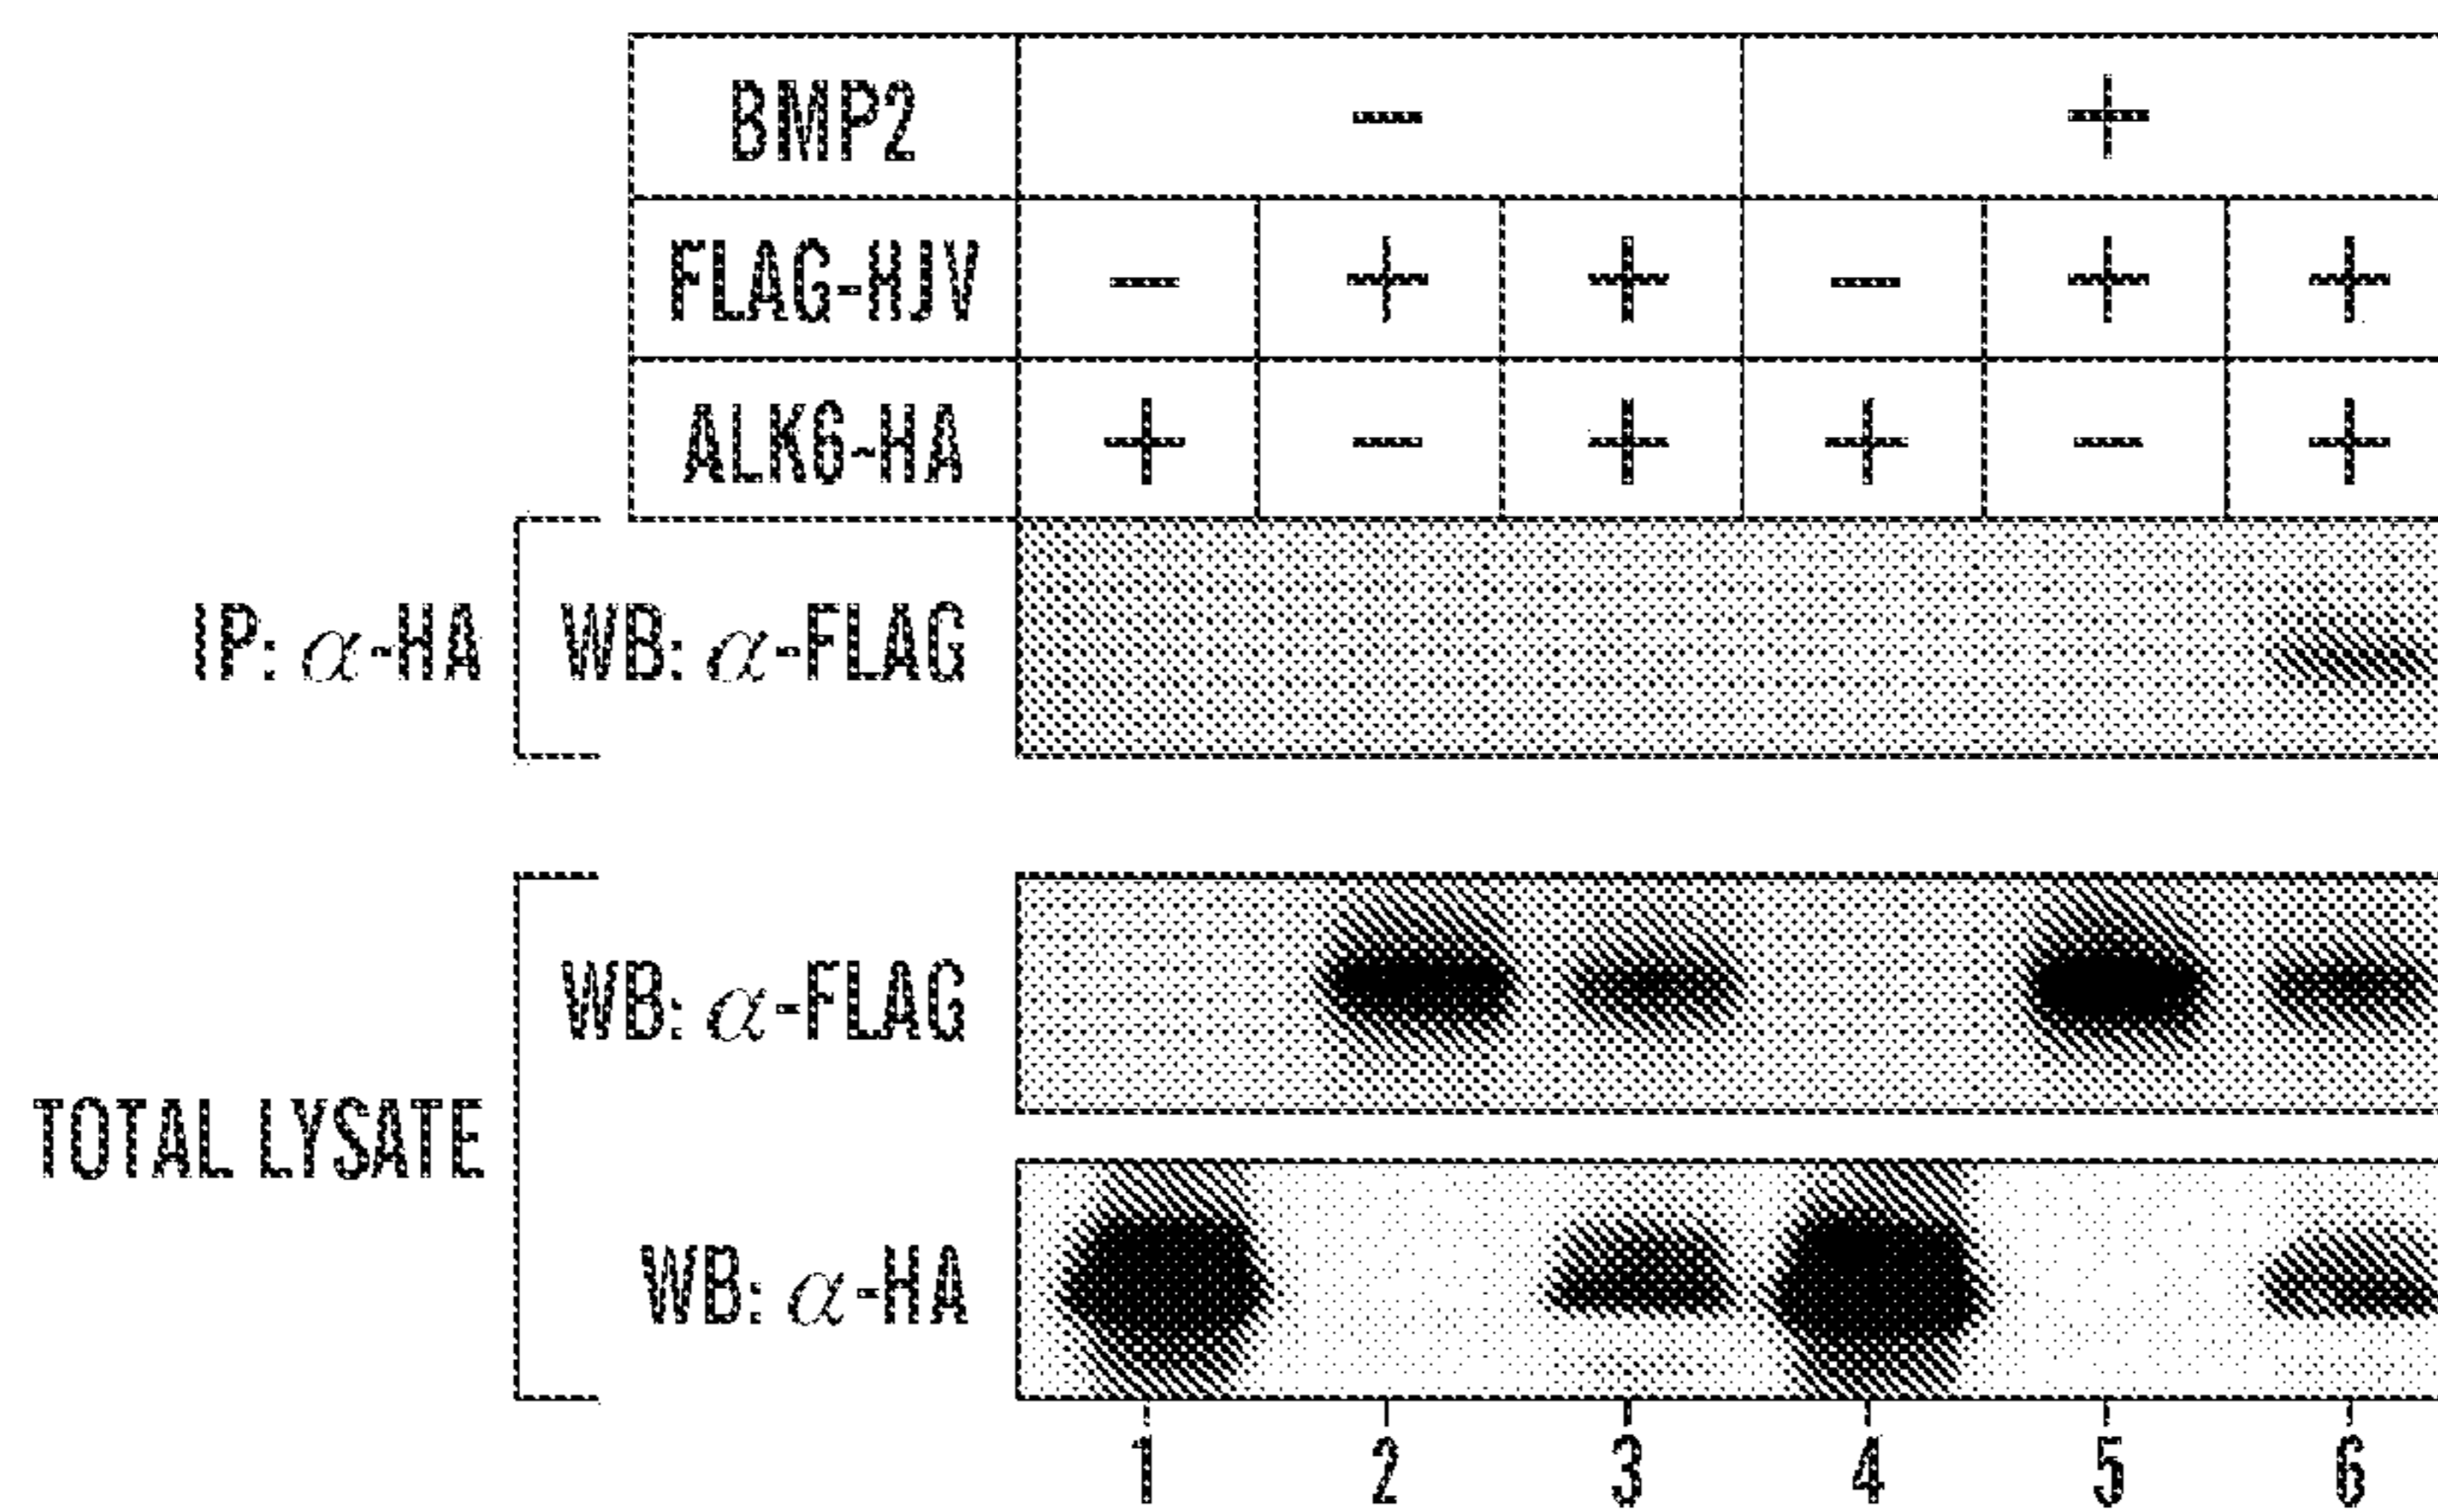 BMP2 — +
FLAG-HJV — + + — + +
ALK6-HA + — + + — +
IP: α-HA WB: α-FLAG
WB: α-FLAG
TOTAL LYSATE
WB: α-HA
1 2 3 4 5 6